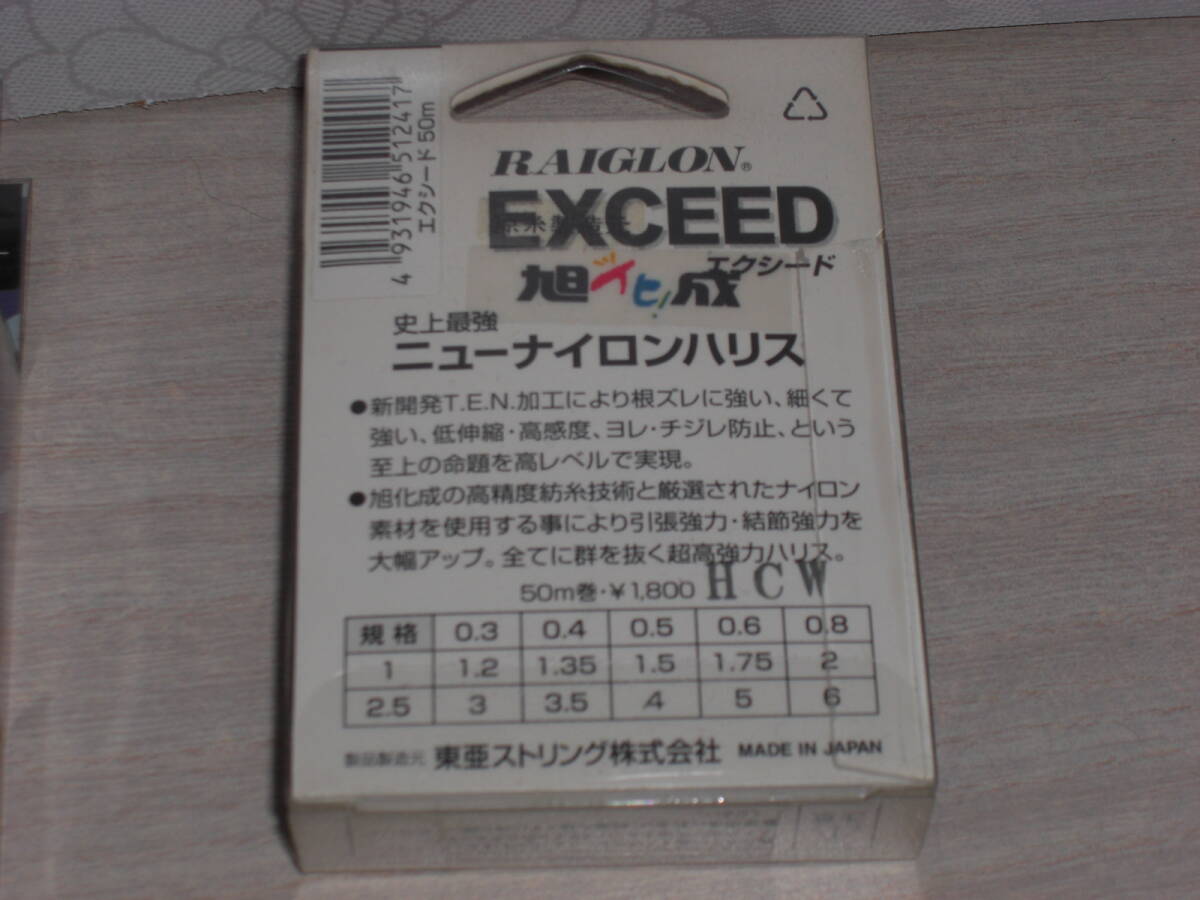 4931946512417
エクシード 50m
RAIGLON®
EXCEED
原糸製造元
エクシード
旭化成
史上最強
ニューナイロンハリス
●新開発T.E.N.加工により根ズレに強い、細くて
強い、低伸縮・高感度、ヨレ・チジレ防止、という
至上の命題を高レベルで実現。
●旭化成の高精度紡糸技術と厳選されたナイロン
素材を使用する事により引張強力・結節強力を
大幅アップ。全てに群を抜く超高強力ハリス。
50m巻・¥1,800 HCW
規格 0.3 0.4 0.5 0.6 0.8
1 1.2 1.35 1.5 1.75 2
2.5 3 3.5 4 5 6
製品製造元 東亜ストリング株式会社 MADE IN JAPAN